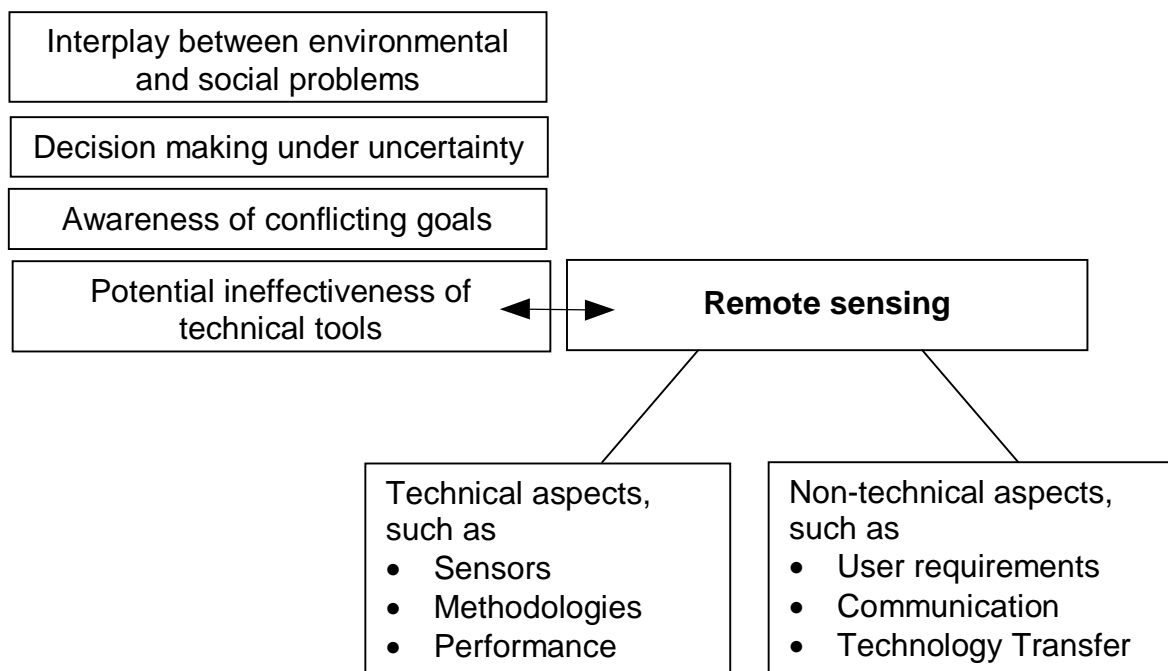 Interplay between environmental
and social problems
Decision making under uncertainty
Awareness of conflicting goals
Potential ineffectiveness of
technical tools
Remote sensing
Technical aspects,
such as
• Sensors
• Methodologies
• Performance
Non-technical aspects,
such as
• User requirements
• Communication
• Technology Transfer